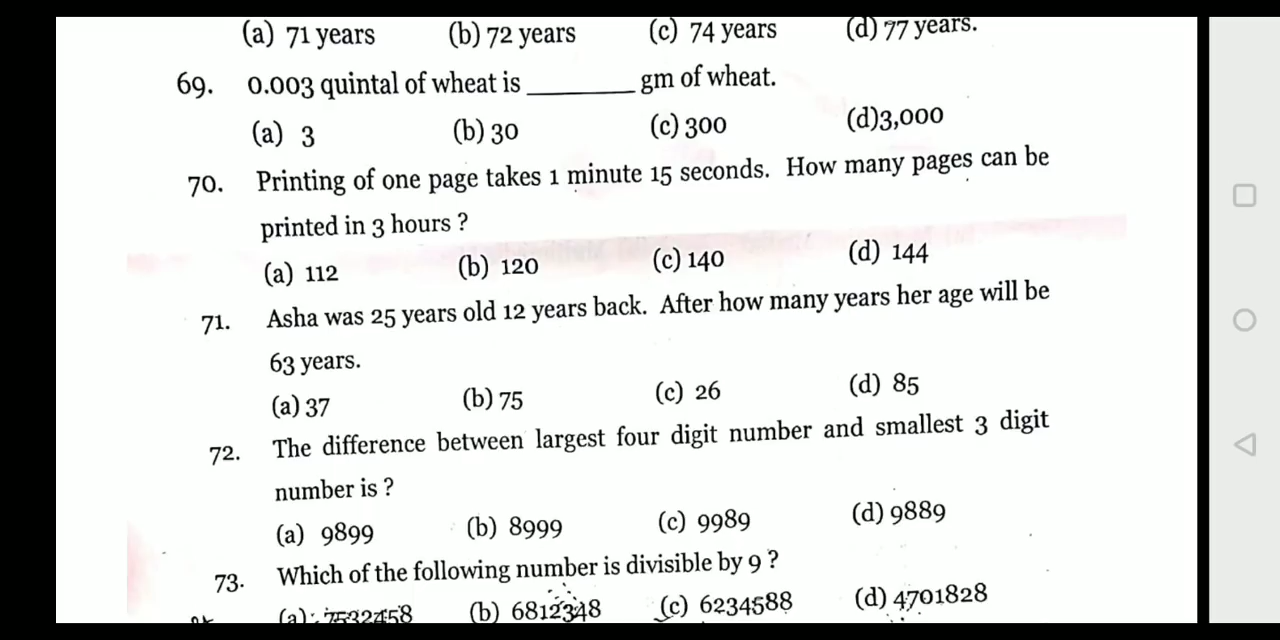 (a) 71 years (b) 72 years (c) 74 years (d) 77 years.
69. 0.003 quintal of wheat is ________ gm of wheat.
(a) 3 (b) 30 (c) 300 (d)3,000
70. Printing of one page takes 1 minute 15 seconds. How many pages can be
printed in 3 hours ?
(a) 112 (b) 120 (c) 140 (d) 144
71. Asha was 25 years old 12 years back. After how many years her age will be
63 years.
(a) 37 (b) 75 (c) 26 (d) 85
72. The difference between largest four digit number and smallest 3 digit
number is ?
(a) 9899 (b) 8999 (c) 9989 (d) 9889
73. Which of the following number is divisible by 9 ?
(a) 7532458 (b) 6812348 (c) 6234588 (d) 4701828